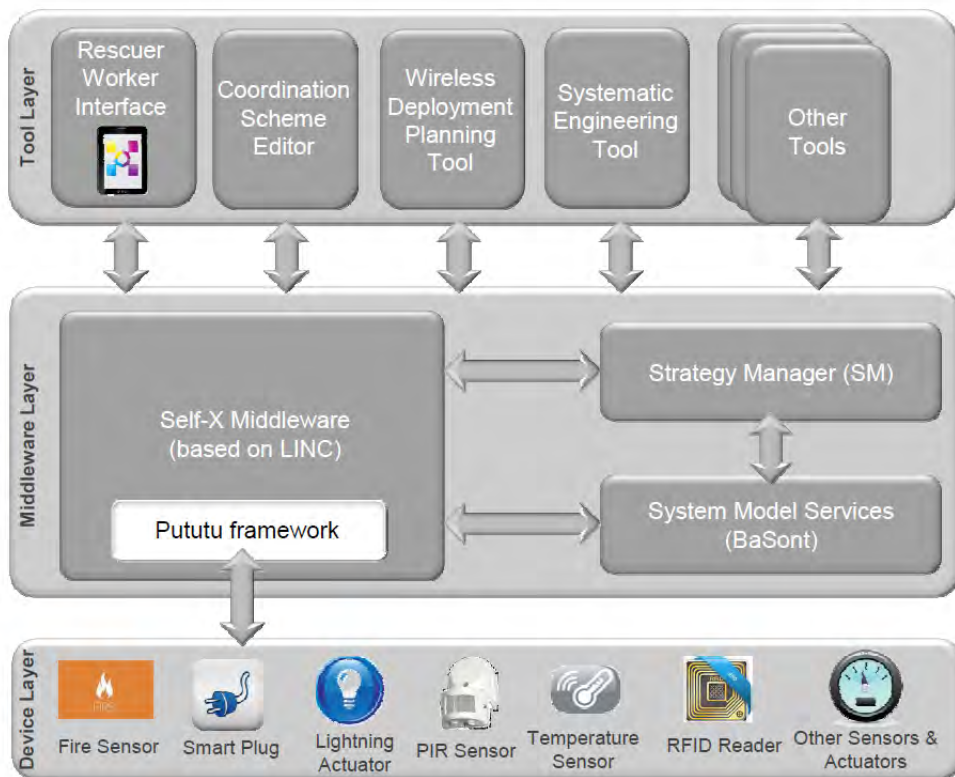 Tool Layer
Rescuer
Worker
Interface
Coordination
Scheme
Editor
Wireless
Deployment
Planning
Tool
Systematic
Engineering
Tool
Other
Tools
Middleware Layer
Self-X Middleware
(based on LINC)
Pututu framework
Strategy Manager (SM)
System Model Services
(BaSont)
Device Layer
Fire Sensor
Smart Plug
Lightning
Actuator
PIR Sensor
Temperature
Sensor
RFID Reader
Other Sensors &
Actuators